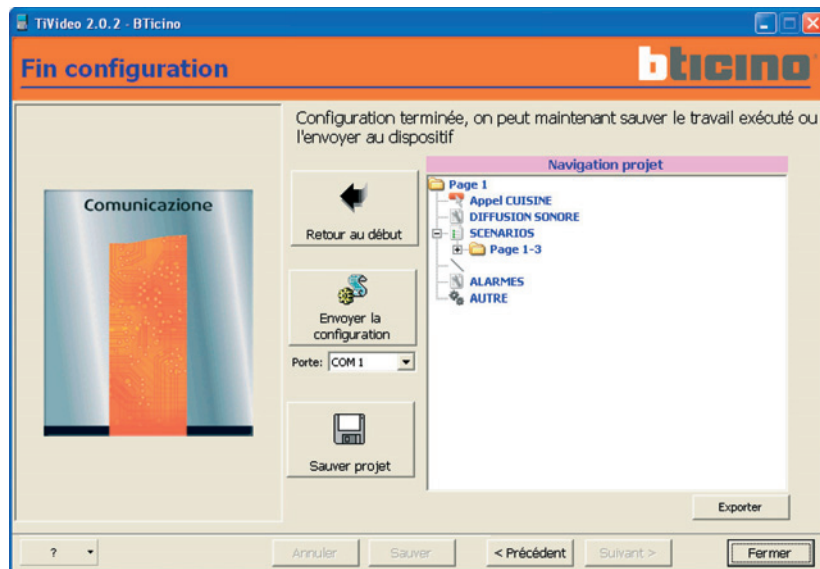 TiVideo 2.0.2 - BTicino
Fin configuration
bticino
Configuration terminée, on peut maintenant sauver le travail exécuté ou
l'envoyer au dispositif
Comunicazione
Retour au début
Envoyer la
configuration
Porte: COM 1
Sauver projet
Navigation projet
Page 1
Appel CUISINE
DIFFUSION SONORE
SCENARIOS
Page 1-3
ALARMES
AUTRE
Exporter
?
Annuler
Sauver
< Précédent
Suivant >
Fermer